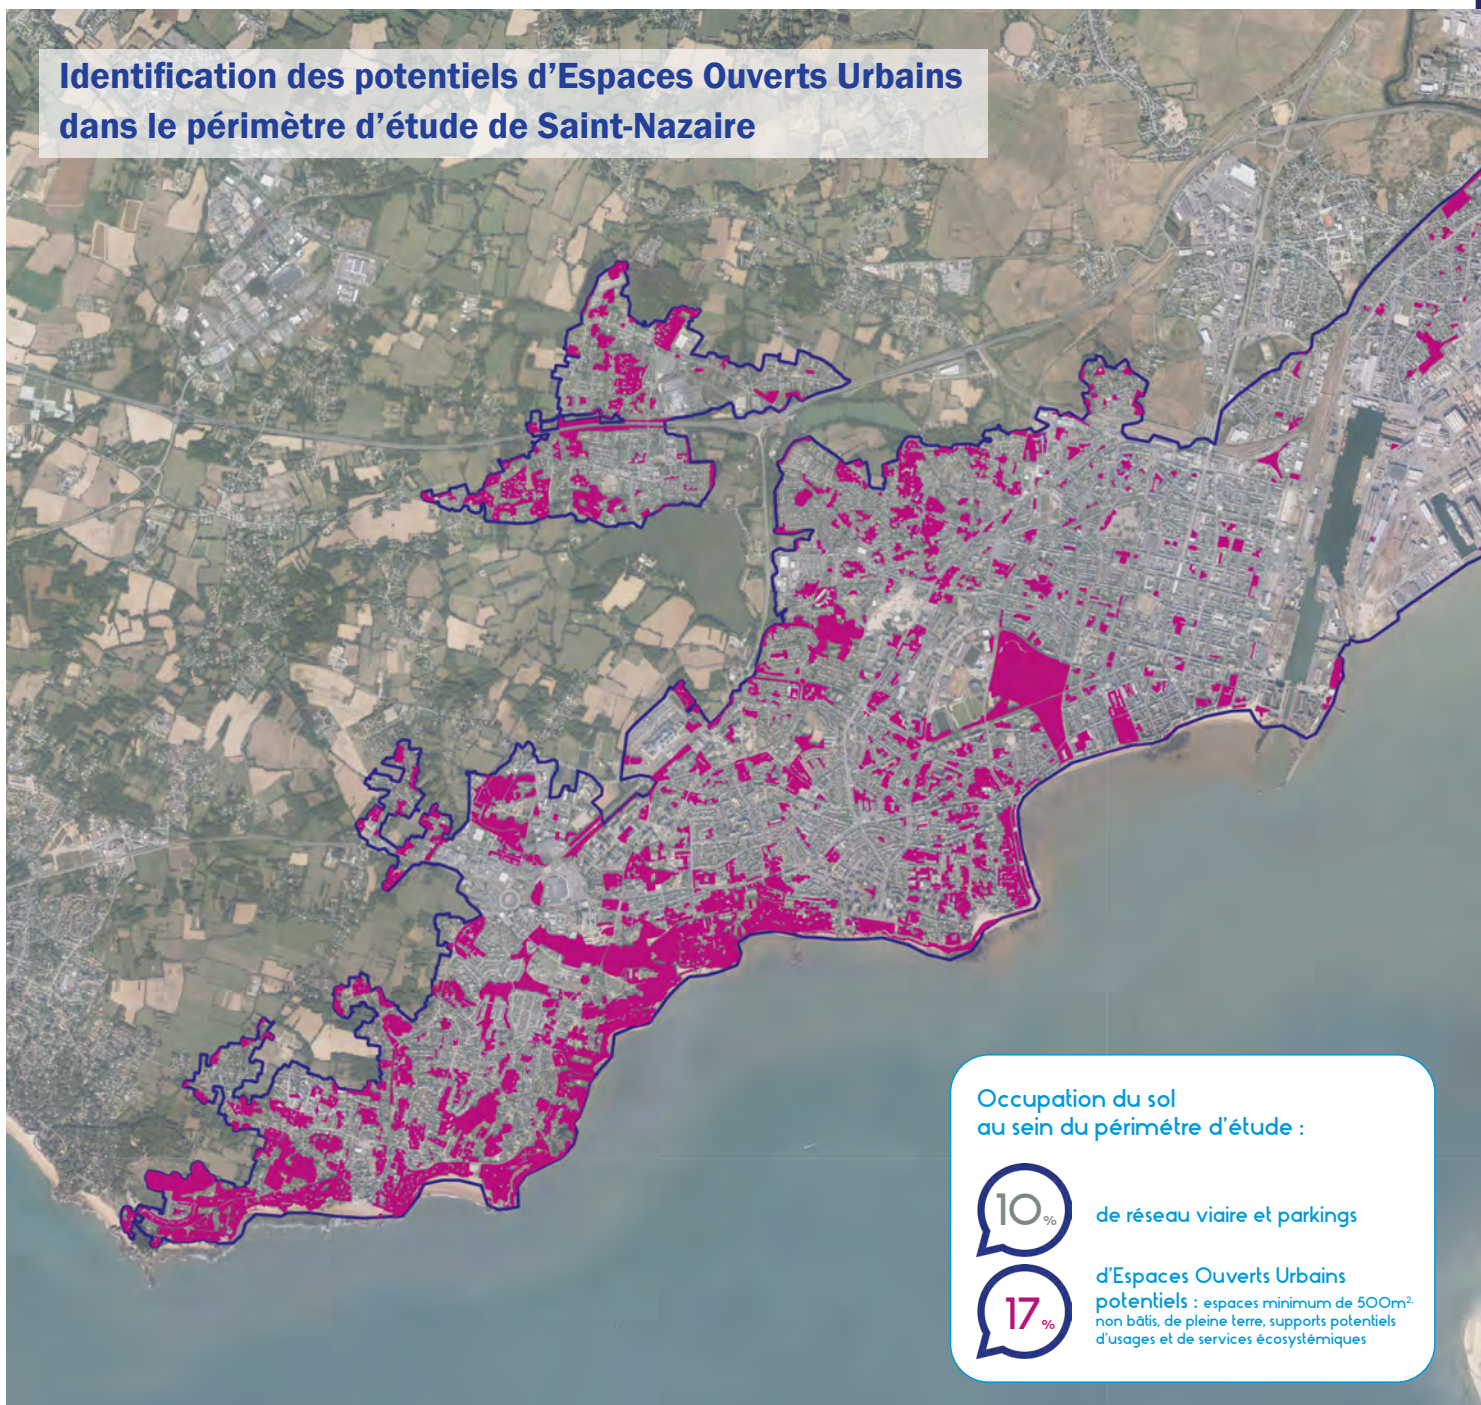 Identification des potentiels d’Espaces Ouverts Urbains
dans le périmètre d’étude de Saint-Nazaire
Occupation du sol
au sein du périmétre d’étude :
10%
de réseau viaire et parkings
17%
d’Espaces Ouverts Urbains
potentiels : espaces minimum de 500m²,
non bâtis, de pleine terre, supports potentiels
d’usages et de services écosystémiques